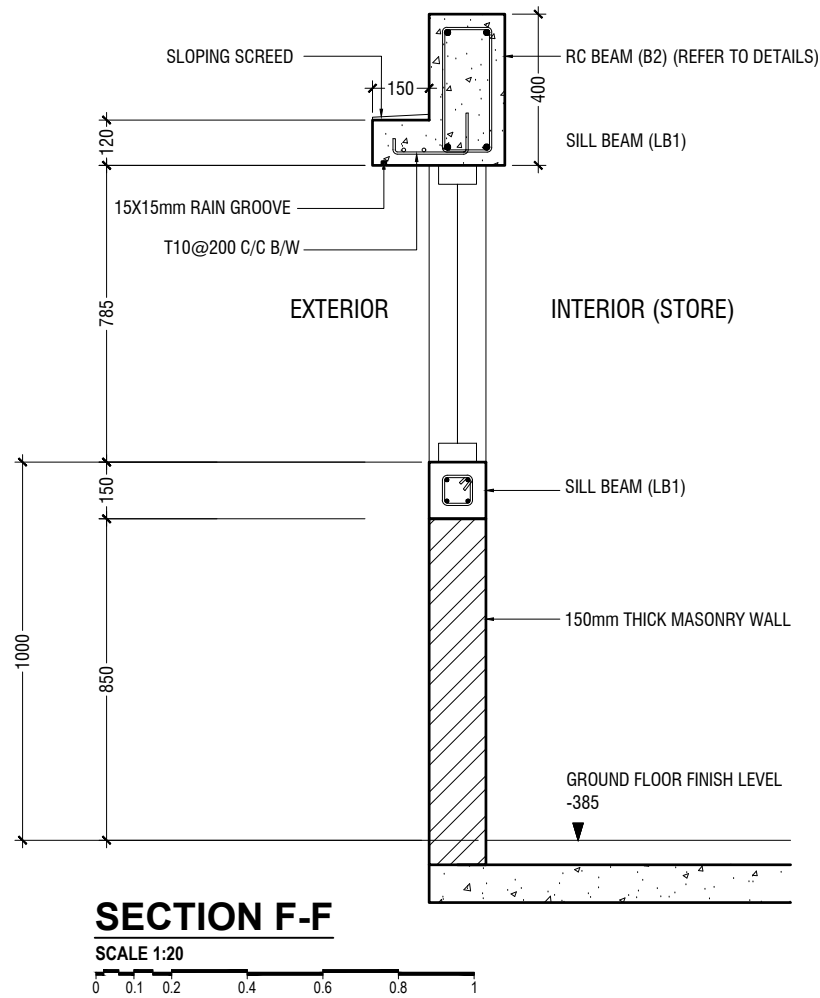 SLOPING SCREED
RC BEAM (B2) (REFER TO DETAILS)
150
400
120
SILL BEAM (LB1)
15X15mm RAIN GROOVE
T10@200 C/C B/W
785
EXTERIOR
INTERIOR (STORE)
150
SILL BEAM (LB1)
1000
850
150mm THICK MASONRY WALL
GROUND FLOOR FINISH LEVEL
-385
SECTION F-F
SCALE 1:20
0 0.1 0.2 0.4 0.6 0.8 1